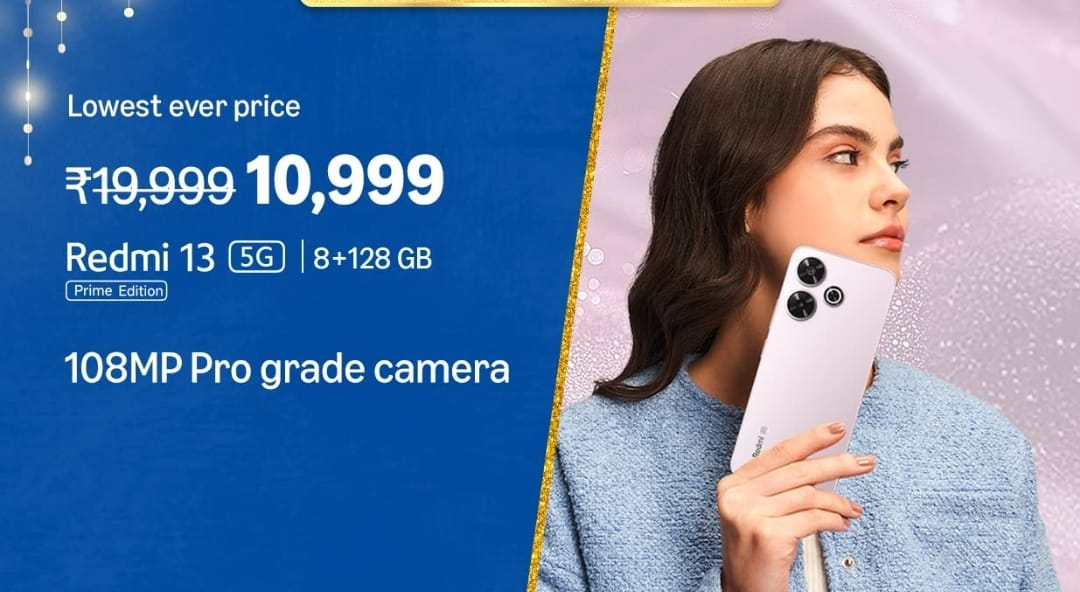 Lowest ever price
₹19,999 10,999
Redmi 13 5G | 8+128 GB
Prime Edition
108MP Pro grade camera
Redmi